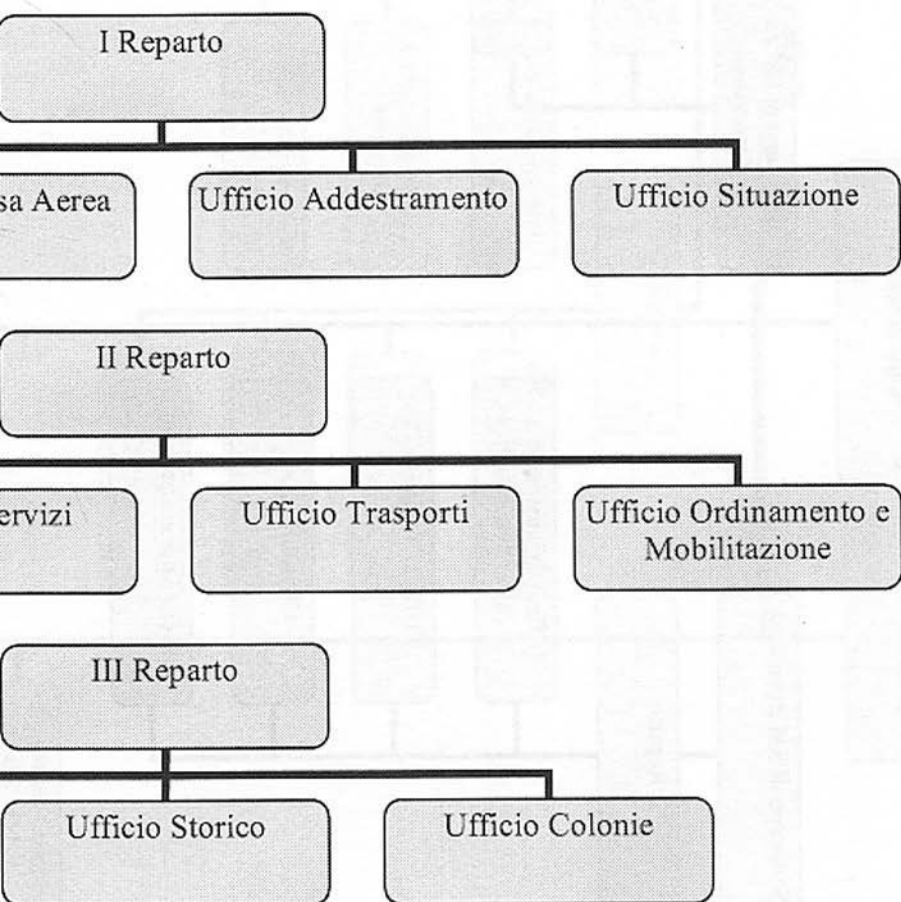 I Reparto
sa Aerea
Ufficio Addestramento
Ufficio Situazione
II Reparto
ervizi
Ufficio Trasporti
Ufficio Ordinamento e
Mobilitazione
III Reparto
Ufficio Storico
Ufficio Colonie